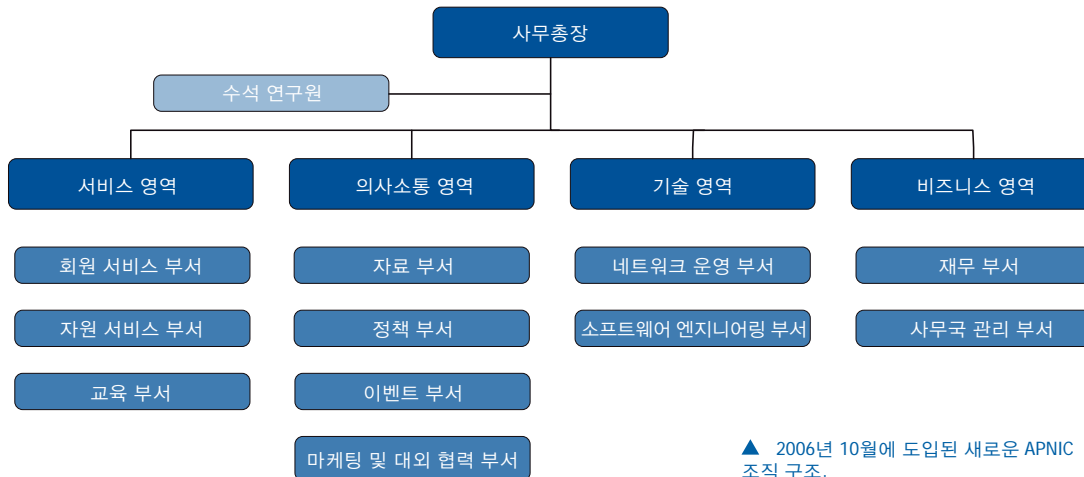 사무총장
수석 연구원
서비스 영역
의사소통 영역
기술 영역
비즈니스 영역
회원 서비스 부서
자료 부서
네트워크 운영 부서
재무 부서
자원 서비스 부서
정책 부서
소프트웨어 엔지니어링 부서
사무국 관리 부서
교육 부서
이벤트 부서
마케팅 및 대외 협력 부서
▲ 2006년 10월에 도입된 새로운 APNIC
조직 구조.